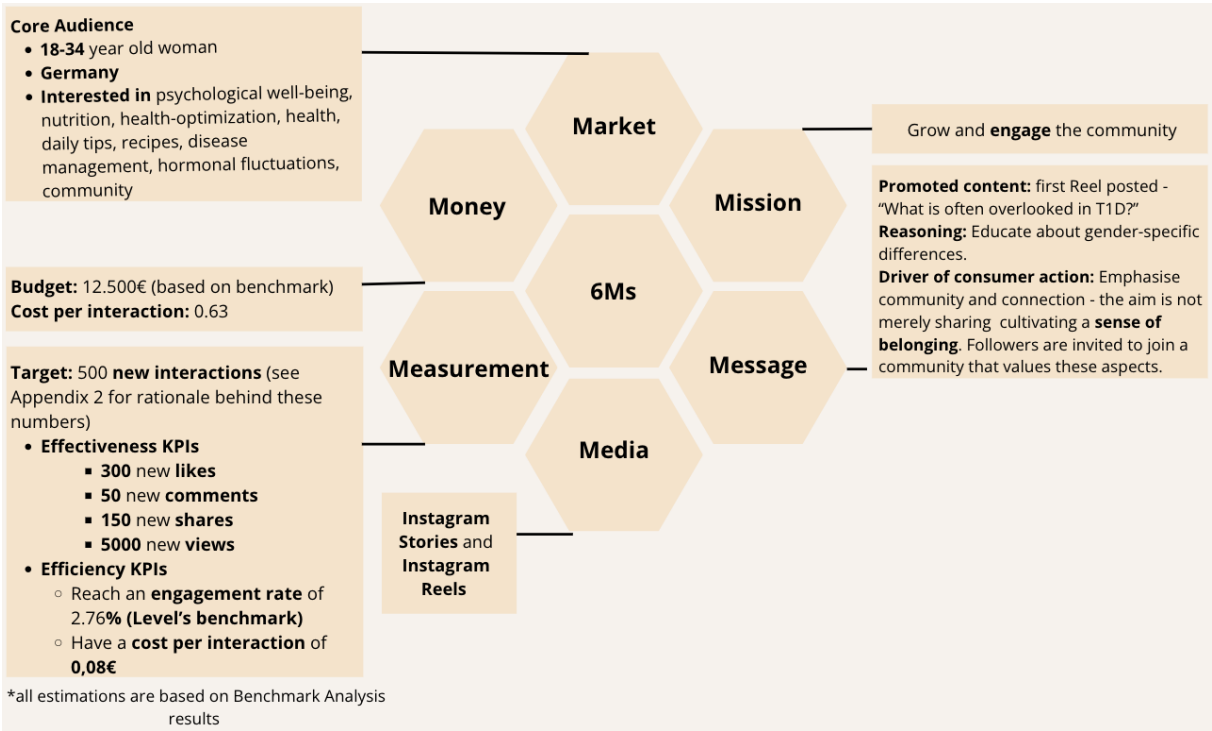 Core Audience
• 18-34 year old woman
• Germany
• Interested in psychological well-being,
nutrition, health-optimization, health,
daily tips, recipes, disease
management, hormonal fluctuations,
community
Market
Money
Mission
6Ms
Measurement
Message
Media
Grow and engage the community
Promoted content: first Reel posted -
“What is often overlooked in T1D?”
Reasoning: Educate about gender-specific
differences.
Driver of consumer action: Emphasise
community and connection - the aim is not
merely sharing cultivating a sense of
belonging. Followers are invited to join a
community that values these aspects.
Budget: 12.500€ (based on benchmark)
Cost per interaction: 0.63
Target: 500 new interactions (see
Appendix 2 for rationale behind these
numbers)
• Effectiveness KPIs
▪ 300 new likes
▪ 50 new comments
▪ 150 new shares
▪ 5000 new views
• Efficiency KPIs
○ Reach an engagement rate of
2.76% (Level’s benchmark)
○ Have a cost per interaction of
0,08€
Instagram
Stories and
Instagram
Reels
*all estimations are based on Benchmark Analysis
results